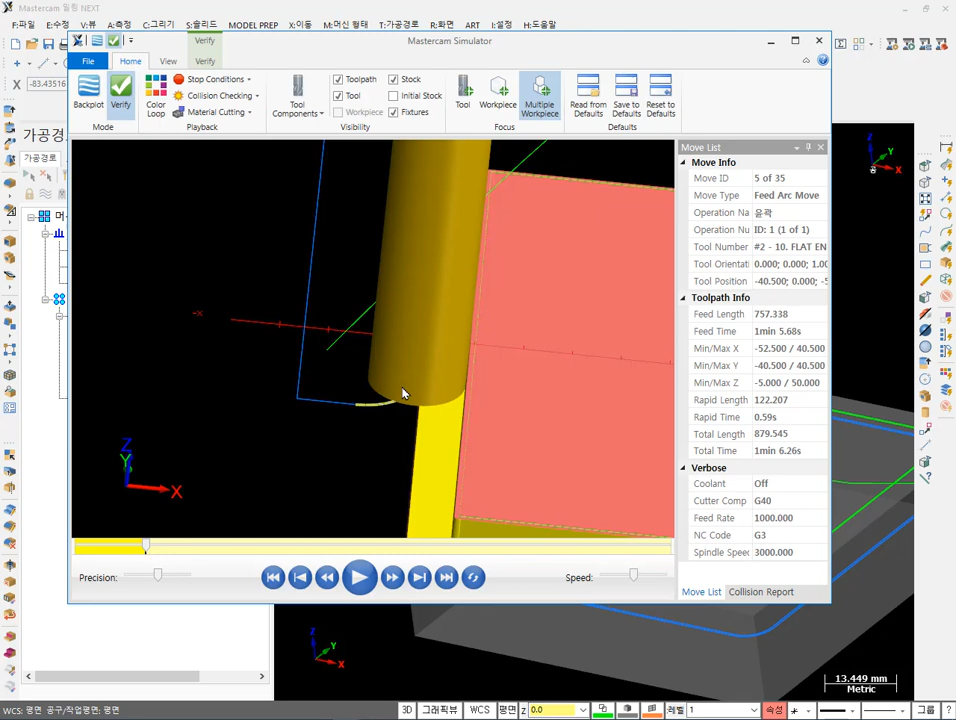 Mastercam 밀링 NEXT
F:파일 E:수정 V:뷰 A:측정 C:그리기 S:솔리드 MODEL PREP X:이동 M:머신 형태 T:가공경로 R:화면 ART I:설정 H:도움말
Verify
Mastercam Simulator
File Home View Verify
Backplot
Verify
Mode
Color Loop
Stop Conditions
Collision Checking
Material Cutting
Playback
Tool Components
Toolpath
Tool
Workpiece
Stock
Initial Stock
Fixtures
Visibility
Tool
Workpiece
Multiple Workpiece
Focus
Read from Defaults
Save to Defaults
Reset to Defaults
Defaults
X -83.43516
가공경로
Move List
Move Info
Move ID 5 of 35
Move Type Feed Arc Move
Operation Na 윤곽
Operation Nu ID: 1 (1 of 1)
Tool Number #2 - 10. FLAT EN
Tool Orientat 0.000; 0.000; 1.00
Tool Position -40.500; 0.000; -5
Toolpath Info
Feed Length 757.338
Feed Time 1min 5.68s
Min/Max X -52.500 / 40.500
Min/Max Y -40.500 / 40.500
Min/Max Z -5.000 / 50.000
Rapid Length 122.207
Rapid Time 0.59s
Total Length 879.545
Total Time 1min 6.26s
Verbose
Coolant Off
Cutter Comp G40
Feed Rate 1000.000
NC Code G3
Spindle Speed 3000.000
-X
Z
Y
X
Z
Y
X
Precision:
Speed:
Move List Collision Report
Z
Y
X
13.449 mm
Metric
WCS: 평면 공구/작업평면: 평면
3D 그래픽뷰 WCS 평면 Z 0.0 레벨 1 속성 그룹 ?